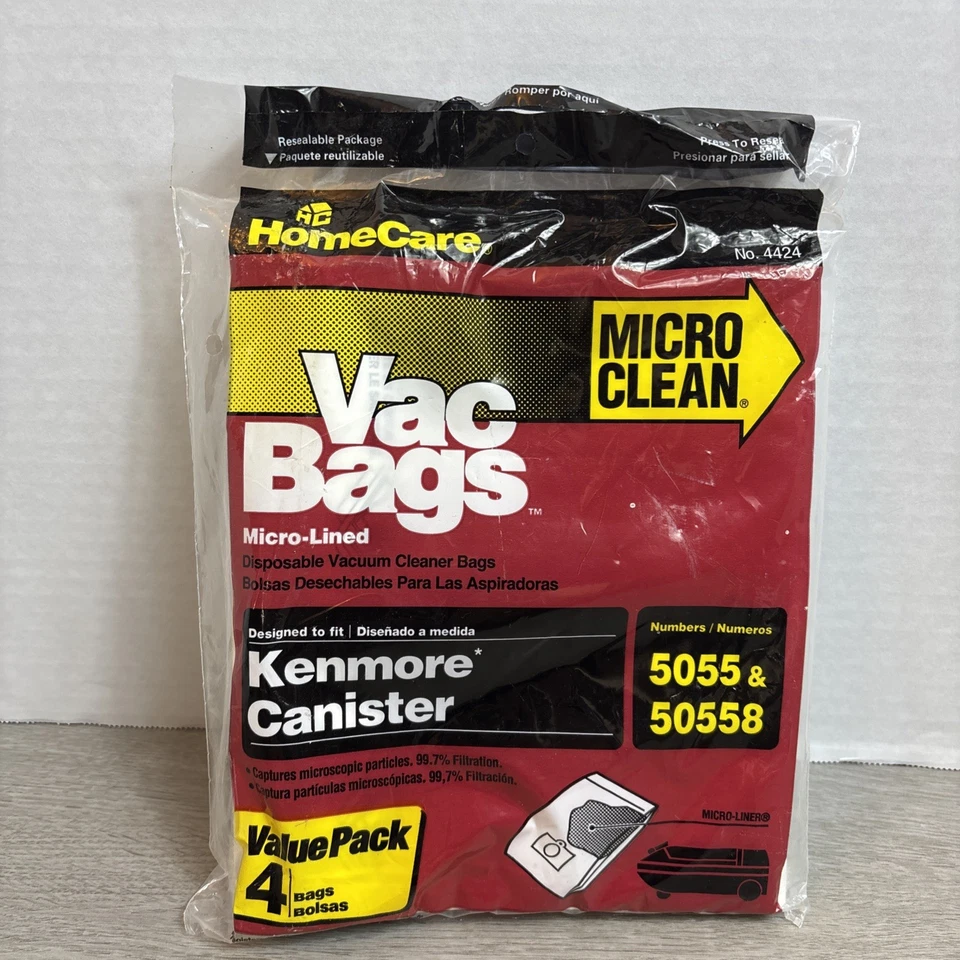 Romper por aquí
Resealable Package
Paquete reutilizable
Press To Reseal
Presionar para sellar
HC
HomeCare®
No. 4424
MICRO
CLEAN®
Vac
Bags™
Micro-Lined
Disposable Vacuum Cleaner Bags
Bolsas Desechables Para Las Aspiradoras
Designed to fit | Diseñado a medida
Kenmore*
Canister
Numbers / Numeros
5055 &
50558
• Captures microscopic particles. 99.7% Filtration.
• Captura partículas microscópicas. 99,7% Filtración.
Value Pack
4 Bags
Bolsas
MICRO-LINER®